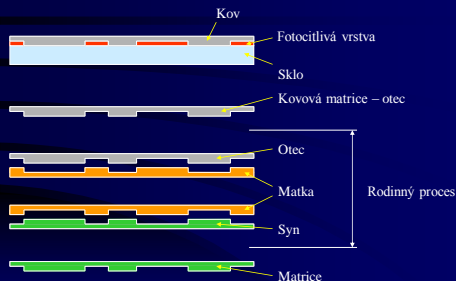 Kov
Fotocitlivá vrstva
Sklo
Kovová matrice – otec
Otec
Matka
Rodinný proces
Syn
Matrice